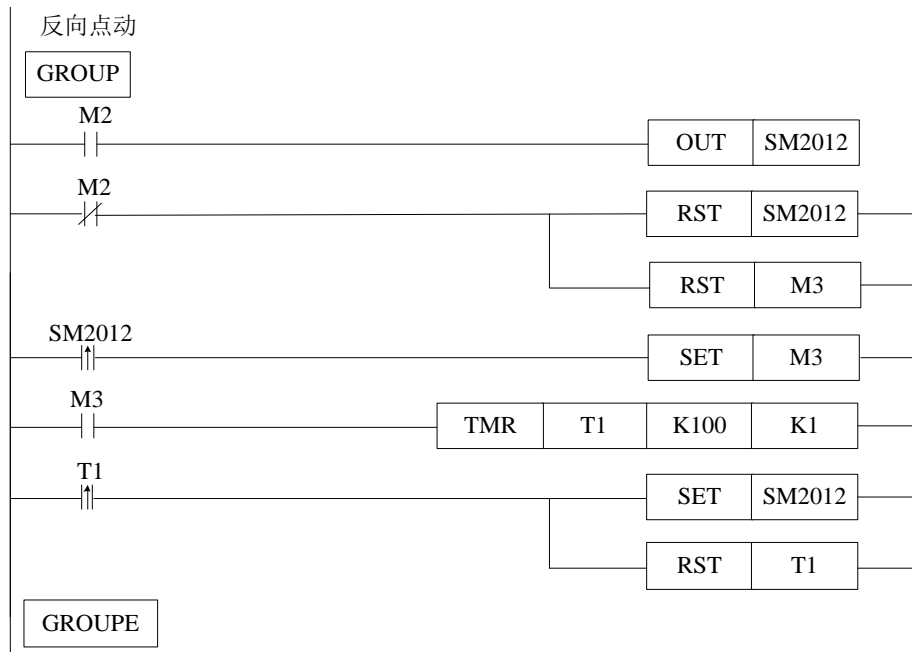 反向点动
GROUP
M2
OUT SM2012
M2
RST SM2012
RST M3
SM2012
SET M3
M3
TMR T1 K100 K1
T1
SET SM2012
RST T1
GROUPE